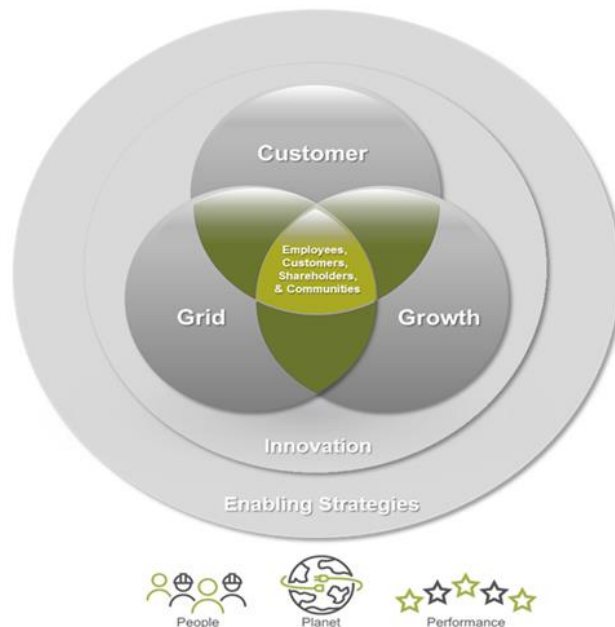 Customer
Employees,
Customers,
Shareholders,
& Communities
Grid
Growth
Innovation
Enabling Strategies
People
Planet
Performance